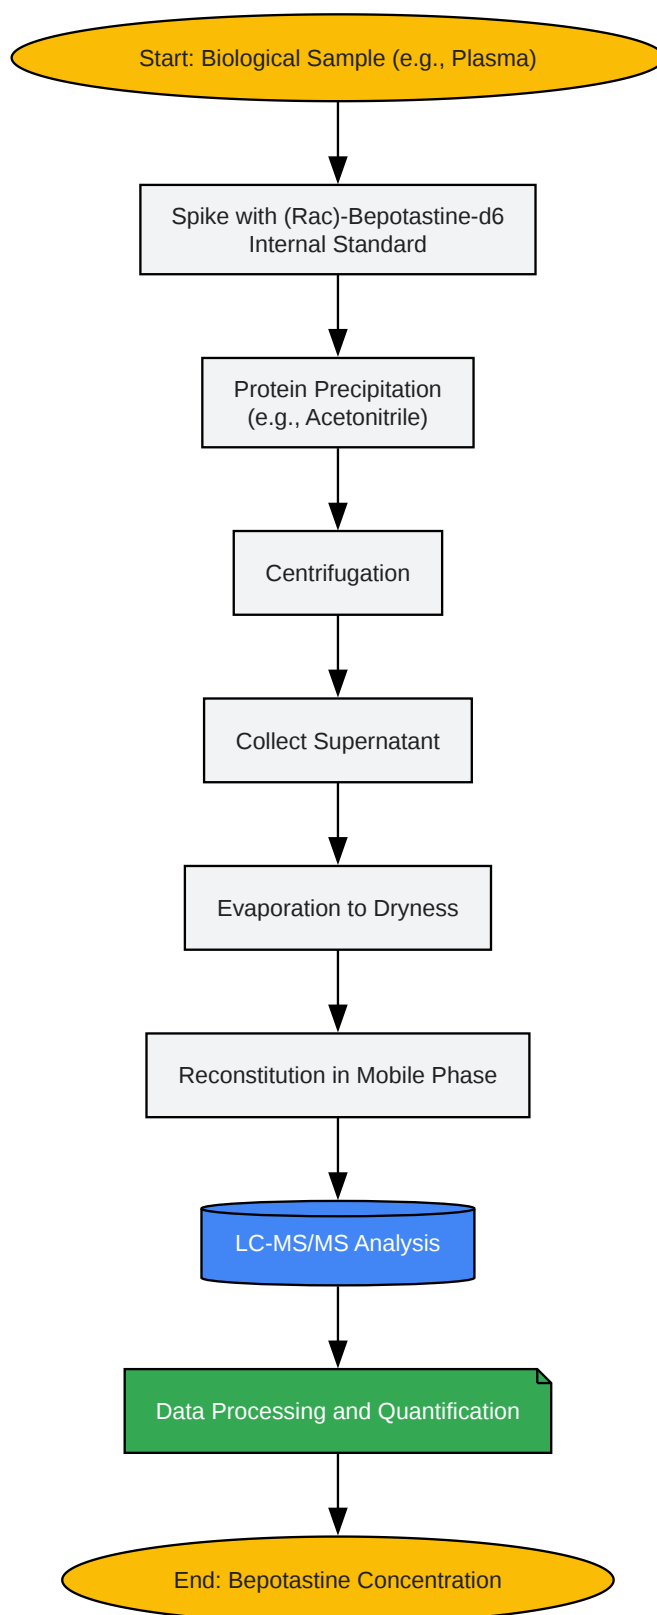 Start: Biological Sample (e.g., Plasma)
Spike with (Rac)-Bepotastine-d6
Internal Standard
Protein Precipitation
(e.g., Acetonitrile)
Centrifugation
Collect Supernatant
Evaporation to Dryness
Reconstitution in Mobile Phase
LC-MS/MS Analysis
Data Processing and Quantification
End: Bepotastine Concentration